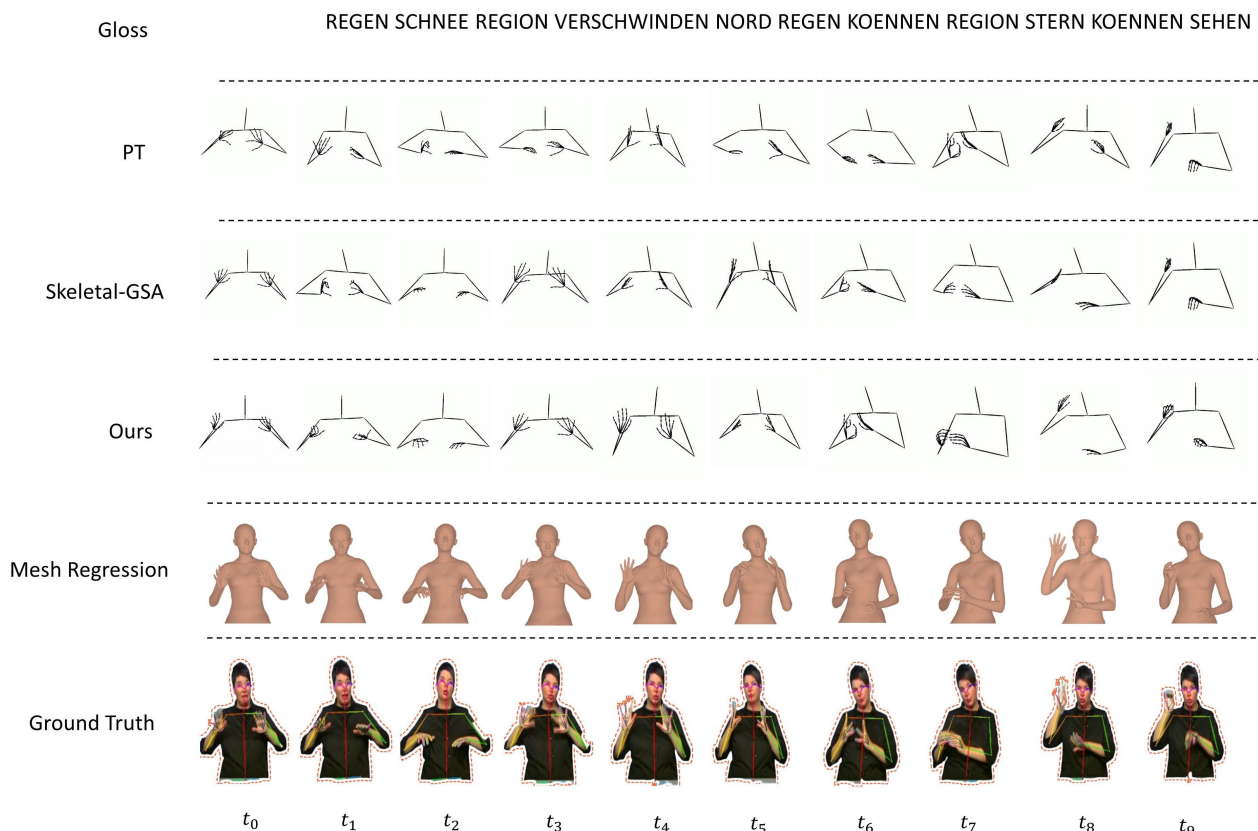 Gloss REGEN SCHNEE REGION VERSCHWINDEN NORD REGEN KOENNEN REGION STERN KOENNEN SEHEN
PT
Skeletal-GSA
Ours
Mesh Regression
Ground Truth
t₀ t₁ t₂ t₃ t₄ t₅ t₆ t₇ t₈ t₉